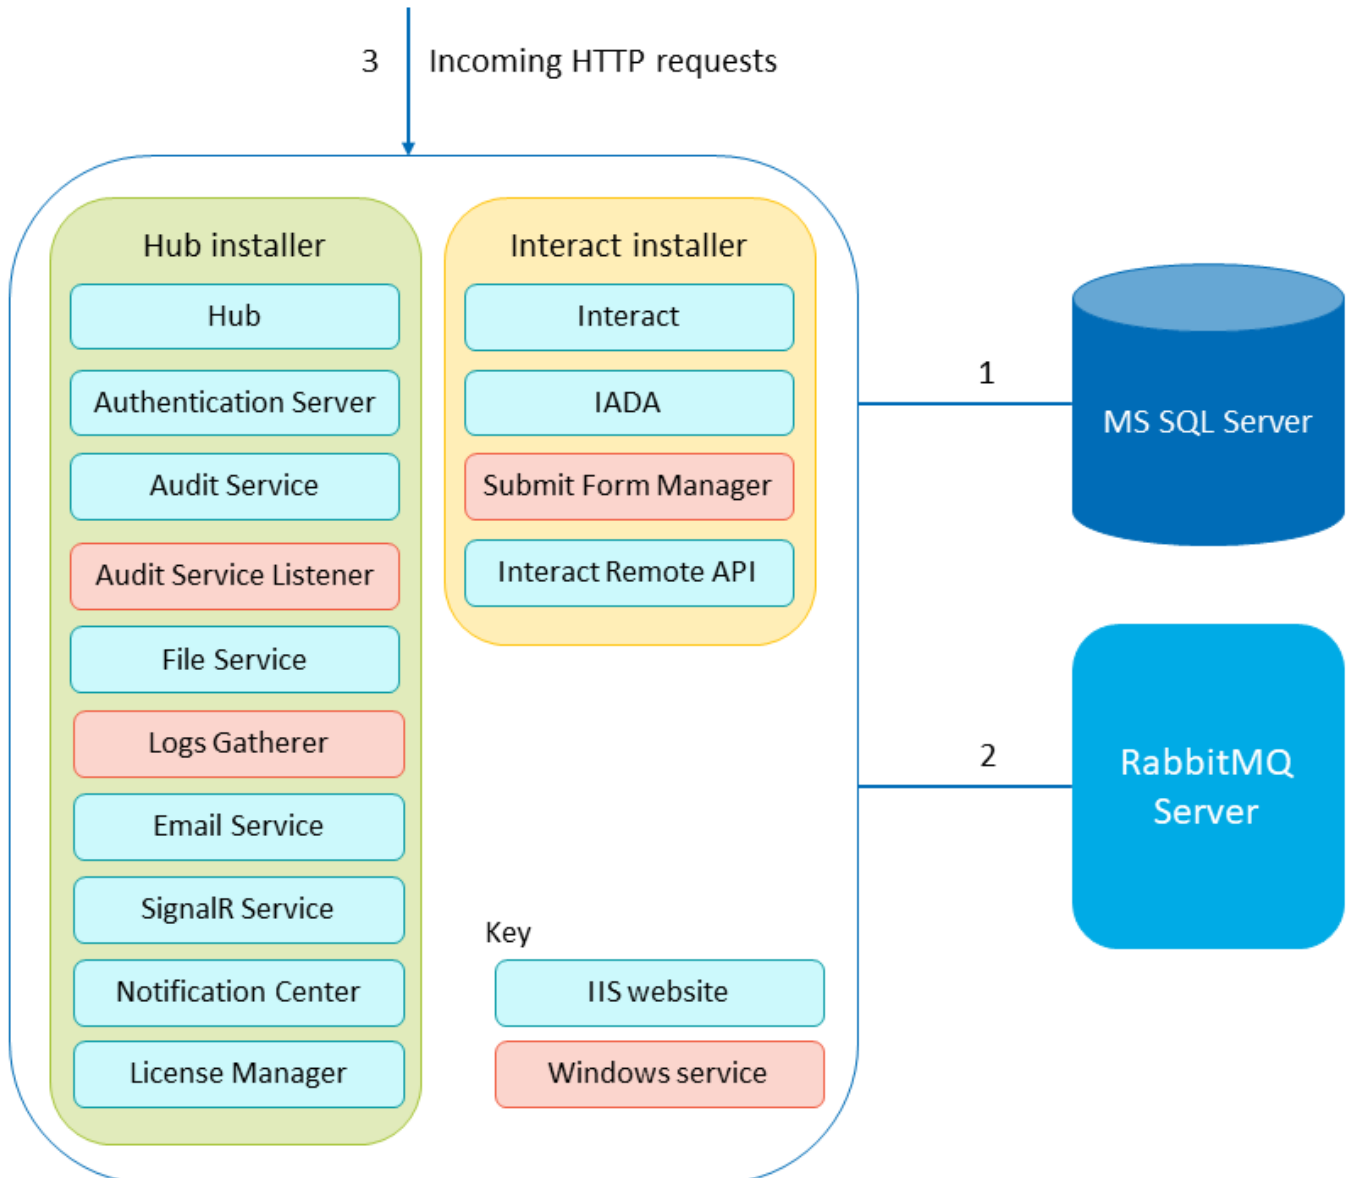 3
Incoming HTTP requests
Hub installer
Hub
Authentication Server
Audit Service
Audit Service Listener
File Service
Logs Gatherer
Email Service
SignalR Service
Notification Center
License Manager
Interact installer
Interact
IADA
Submit Form Manager
Interact Remote API
Key
IIS website
Windows service
1
MS SQL Server
2
RabbitMQ
Server